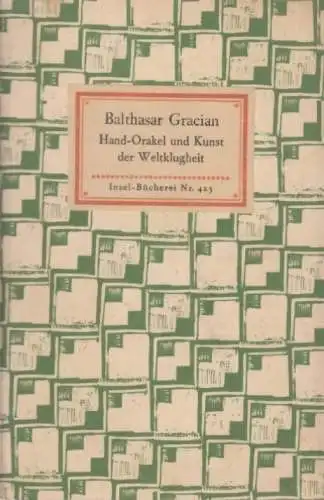 Balthasar Gracian
Hand-Orakel und Kunst
der Weltklugheit
Insel-Bücherei Nr. 423